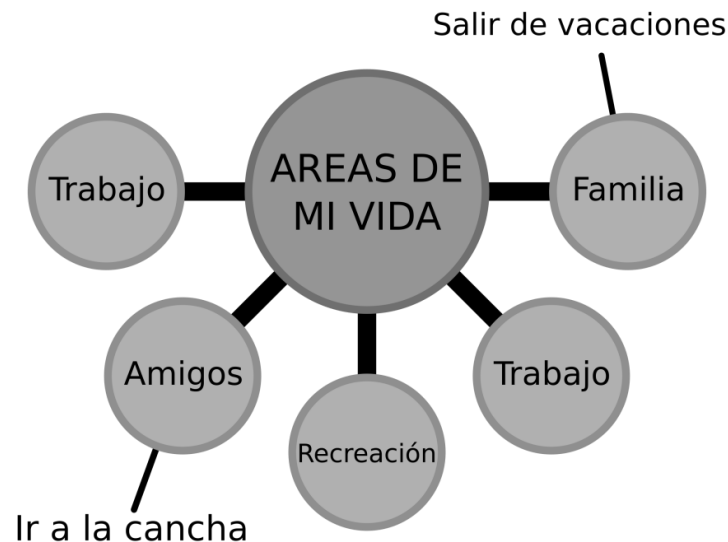 Salir de vacaciones
AREAS DE
MI VIDA
Trabajo
Familia
Amigos
Trabajo
Recreación
Ir a la cancha